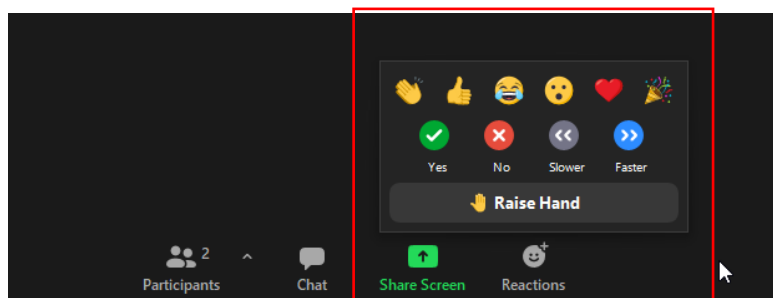 Yes No Slower Faster
Raise Hand
2
Participants Chat Share Screen Reactions